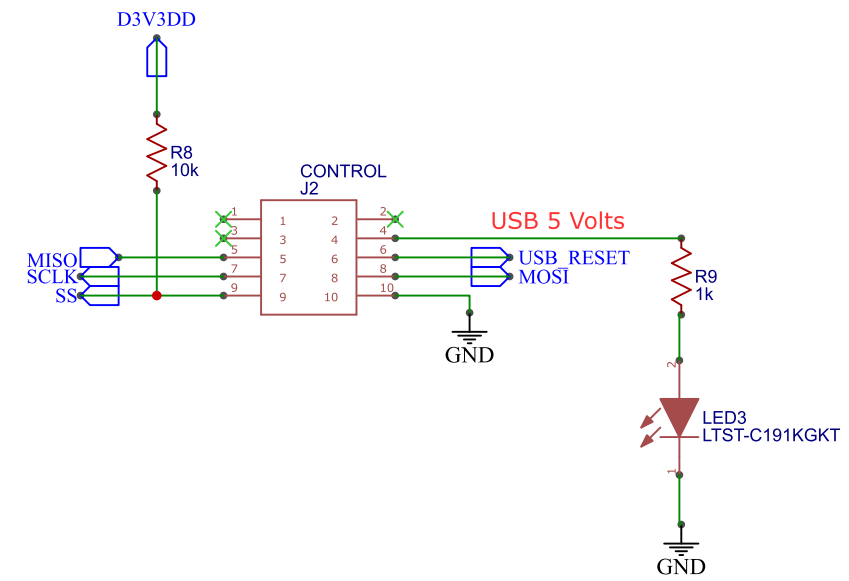 D3V3DD
R8
10k
CONTROL
J2
1
1
2
2
3
3
4
4
USB 5 Volts
MISO
5
5
6
6
USB_RESET
SCLK
7
7
8
8
MOSI
SS
9
9
10
10
GND
R9
1k
2
LED3
LTST-C191KGKT
1
GND